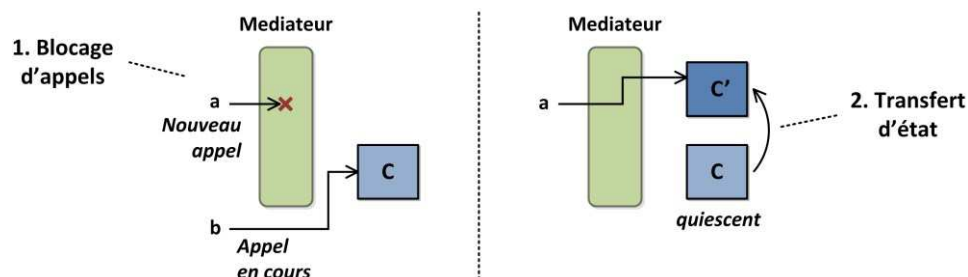 Mediateur
1. Blocage
d'appels
a
Nouveau
appel
C
b
Appel
en cours
Mediateur
a
C'
2. Transfert
d'état
C
quiescent